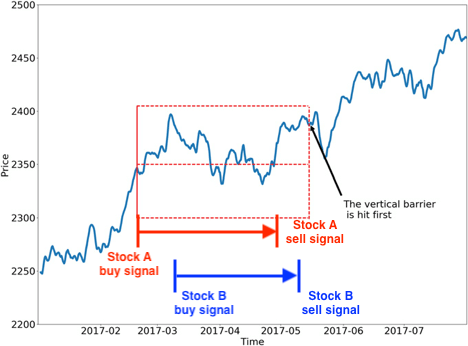 2500
2450
2400
2350
2300
2250
2200
Price
The vertical barrier
is hit first
Stock A
buy signal
Stock A
sell signal
Stock B
buy signal
Stock B
sell signal
2017-02
2017-03
2017-04
2017-05
2017-06
2017-07
Time